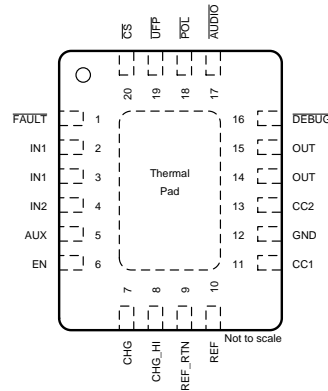 CS
UFP
POL
AUDIO
20
19
18
17
FAULT 1
IN1 2
IN1 3
IN2 4
AUX 5
EN 6
Thermal
Pad
16 DEBUG
15 OUT
14 OUT
13 CC2
12 GND
11 CC1
7
8
9
10
CHG
CHG_HI
REF_RTN
REF
Not to scale